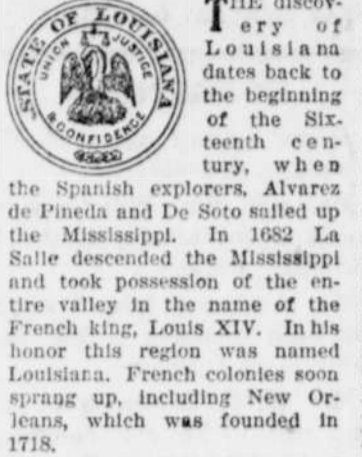 STATE OF LOUISIANA
UNION JUSTICE
& CONFIDENCE
THE discov-
ery of
Louisiana
dates back to
the beginning
of the Six-
teenth cen-
tury, when
the Spanish explorers, Alvarez
de Pineda and De Soto sailed up
the Mississippi. In 1682 La
Salle descended the Mississippi
and took possession of the en-
tire valley in the name of the
French king, Louis XIV. In his
honor this region was named
Louisiana. French colonies soon
sprang up, including New Or-
leans, which was founded in
1718.